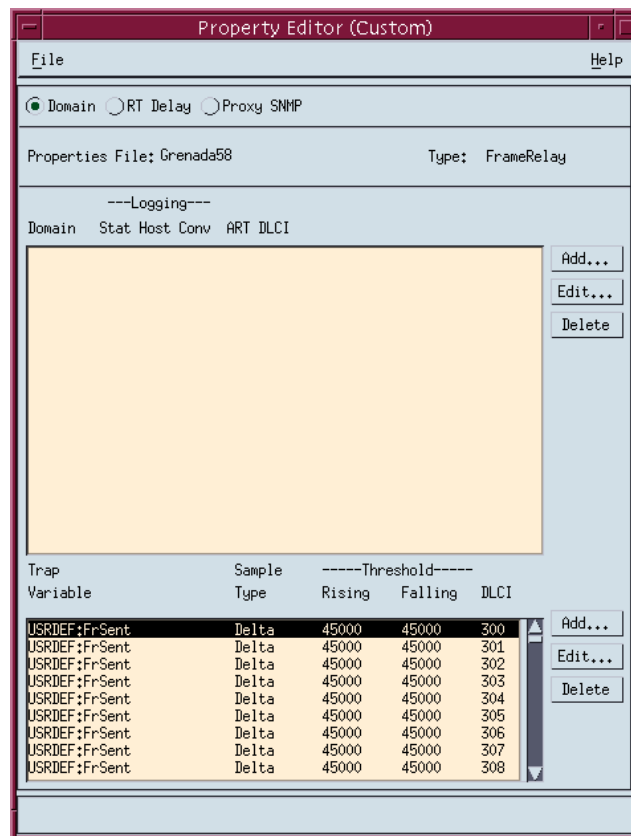 Property Editor (Custom)
File Help
Domain RT Delay Proxy SNMP
Properties File: Grenada58 Type: FrameRelay
---Logging---
Domain Stat Host Conv ART DLCI
Add...
Edit...
Delete
Trap Sample -----Threshold-----
Variable Type Rising Falling DLCI
USRDEF:FrSent Delta 45000 45000 300
USRDEF:FrSent Delta 45000 45000 301
USRDEF:FrSent Delta 45000 45000 302
USRDEF:FrSent Delta 45000 45000 303
USRDEF:FrSent Delta 45000 45000 304
USRDEF:FrSent Delta 45000 45000 305
USRDEF:FrSent Delta 45000 45000 306
USRDEF:FrSent Delta 45000 45000 307
USRDEF:FrSent Delta 45000 45000 308
Add...
Edit...
Delete